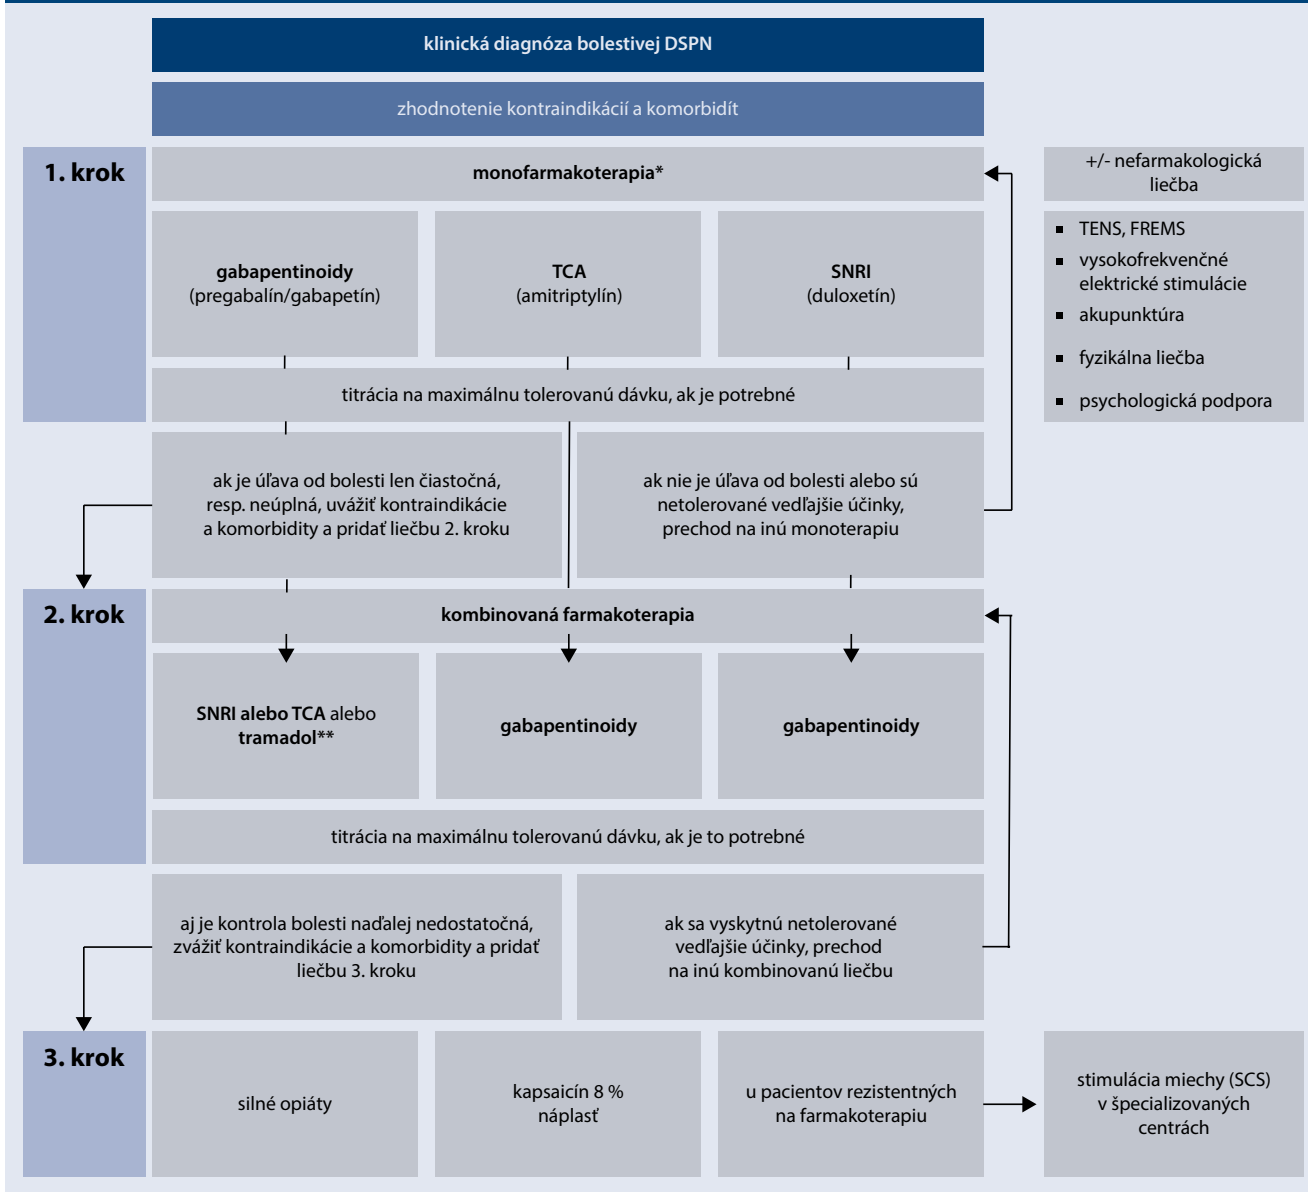 klinická diagnóza bolestivej DSPN
zhodnotenie kontraindikácií a komorbidít
1. krok
monofarmakoterapia*
+/- nefarmakologická
liečba
gabapentinoidy
(pregabalín/gabapetín)
TCA
(amitriptylín)
SNRI
(duloxetín)
▪ TENS, FREMS
▪ vysokofrekvenčné
elektrické stimulácie
▪ akupunktúra
▪ fyzikálna liečba
▪ psychologická podpora
titrácia na maximálnu tolerovanú dávku, ak je potrebné
ak je úľava od bolesti len čiastočná,
resp. neúplná, uvážiť kontraindikácie
a komorbidity a pridať liečbu 2. kroku
ak nie je úľava od bolesti alebo sú
netolerované vedľajšie účinky,
prechod na inú monoterapiu
2. krok
kombinovaná farmakoterapia
SNRI alebo TCA alebo
tramadol**
gabapentinoidy
gabapentinoidy
titrácia na maximálnu tolerovanú dávku, ak je to potrebné
aj je kontrola bolesti naďalej nedostatočná,
zvážiť kontraindikácie a komorbidity a pridať
liečbu 3. kroku
ak sa vyskytnú netolerované
vedľajšie účinky, prechod
na inú kombinovanú liečbu
3. krok
silné opiáty
kapsaicín 8 %
náplasť
u pacientov rezistentných
na farmakoterapiu
stimulácia miechy (SCS)
v špecializovaných
centrách